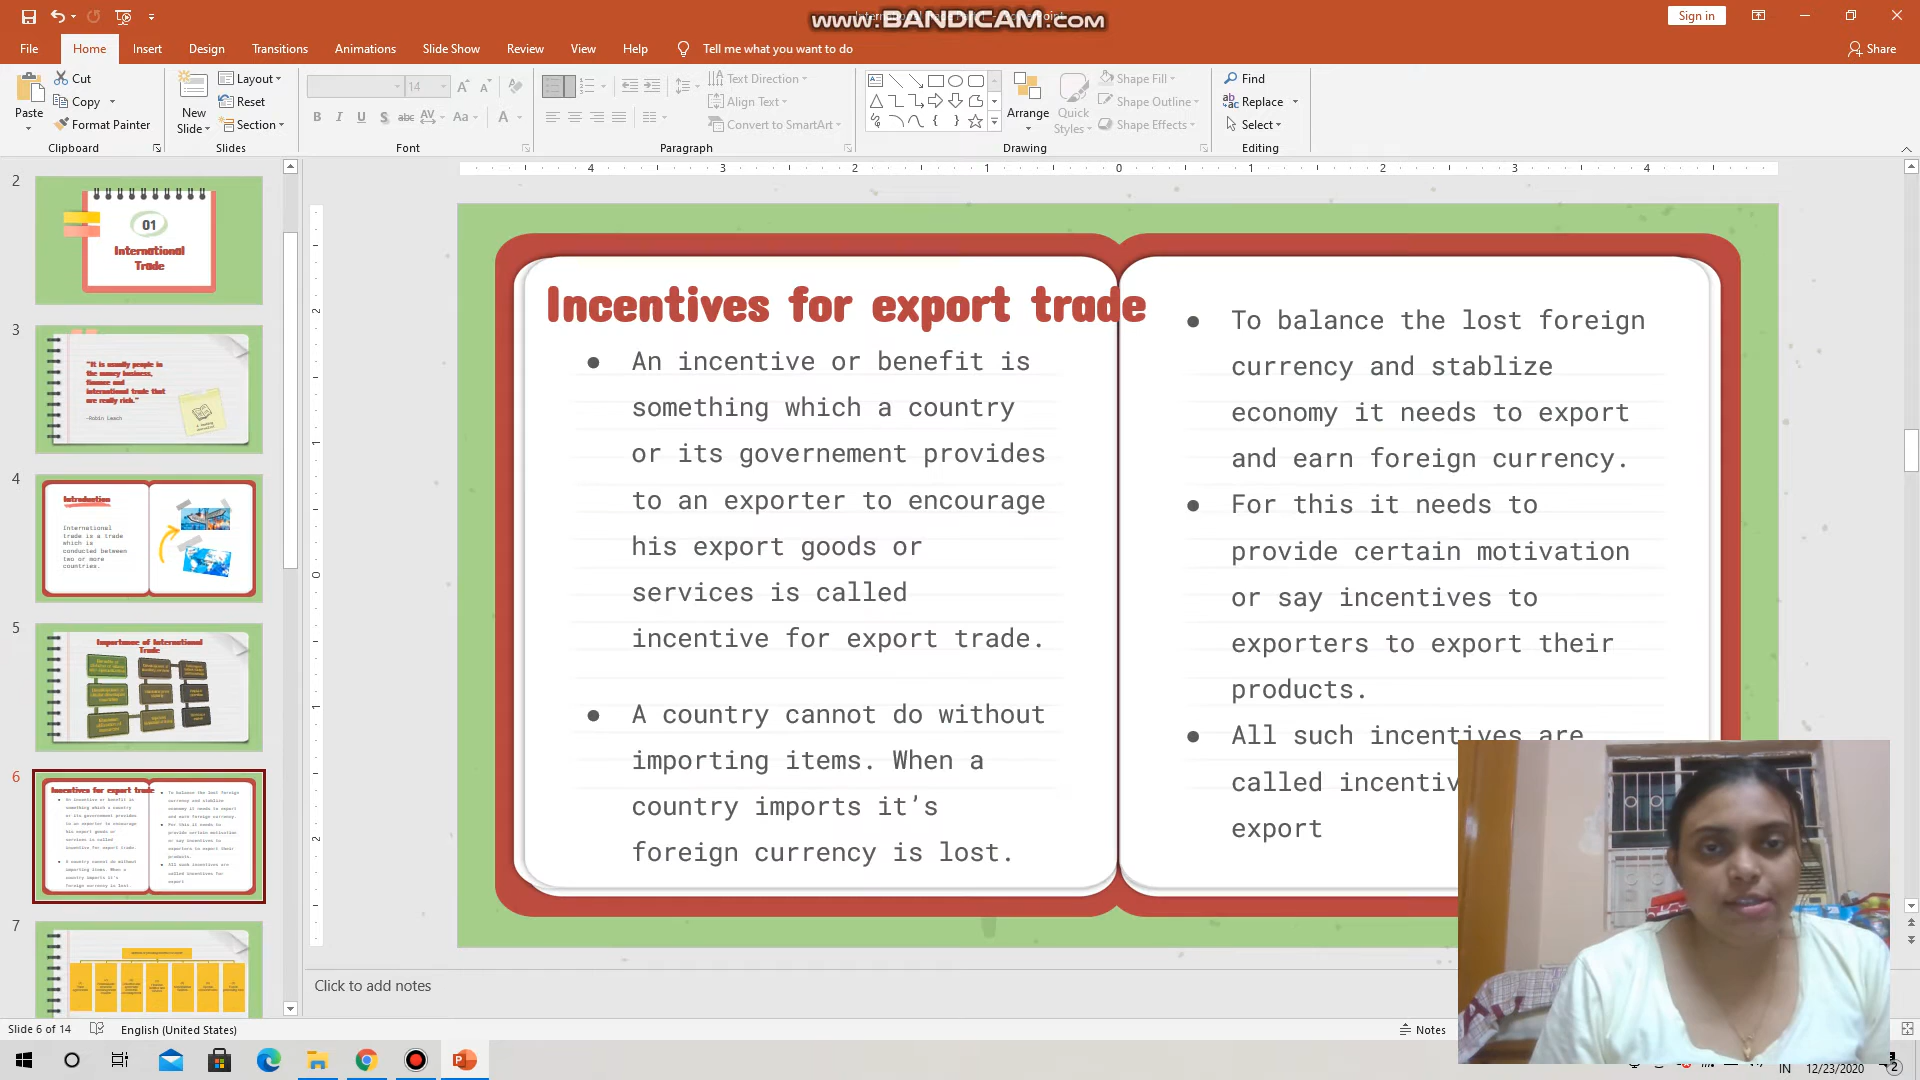 www.BANDICAM.com
Sign in
File
Home
Insert
Design
Transitions
Animations
Slide Show
Review
View
Help
Tell me what you want to do
Share
Paste
Cut
Copy
Format Painter
Clipboard
New
Slide
Layout
Reset
Section
Slides
14
Font
Text Direction
Align Text
Convert to SmartArt
Paragraph
Arrange
Quick
Styles
Shape Fill
Shape Outline
Shape Effects
Drawing
Find
Replace
Select
Editing
2
01
International
Trade
3
"It is usually people in
the money business,
finance and
international trade that
are really rich."
—Robin Leach
4
Introduction
International
trade is a trade
which is
conducted between
two or more
countries.
5
Importance of International
Trade
6
7
Incentives for export trade
● An incentive or benefit is
something which a country
or its governement provides
to an exporter to encourage
his export goods or
services is called
incentive for export trade.
● A country cannot do without
importing items. When a
country imports it's
foreign currency is lost.
● To balance the lost foreign
currency and stablize
economy it needs to export
and earn foreign currency.
● For this it needs to
provide certain motivation
or say incentives to
exporters to export their
products.
● All such incentives are
called incentiv
export
Click to add notes
Slide 6 of 14
English (United States)
Notes
IN
12/23/2020
2